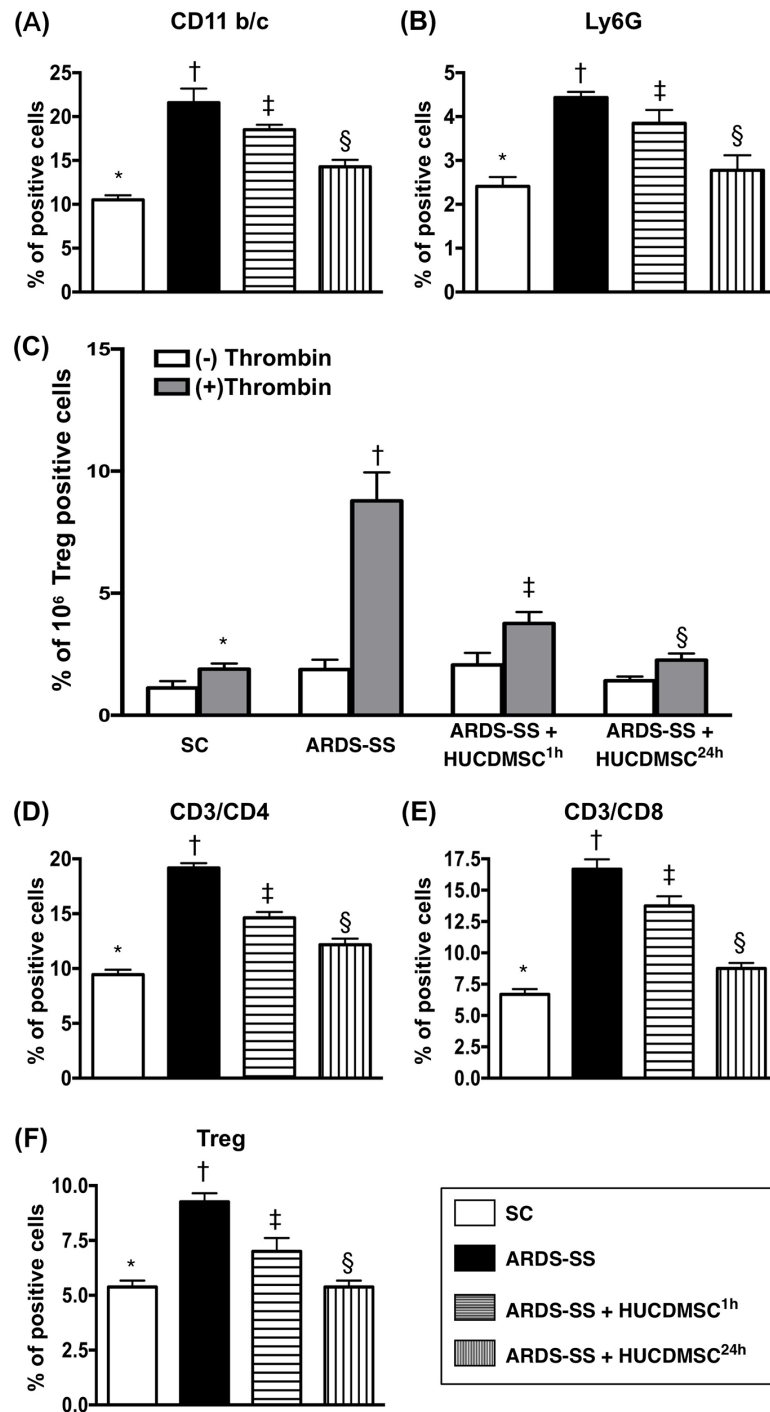 (A) CD11 b/c
% of positive cells
25
20
15
10
5
0
*
†
‡
§
(B) Ly6G
% of positive cells
5
4
3
2
1
0
*
†
‡
§
(C)
% of 10⁶ Treg positive cells
15
10
5
0
(-) Thrombin
(+)Thrombin
*
†
‡
§
SC
ARDS-SS
ARDS-SS +
HUCDMSC1h
ARDS-SS +
HUCDMSC24h
(D) CD3/CD4
% of positive cells
20
15
10
5
0
*
†
‡
§
(E) CD3/CD8
% of positive cells
17.5
15.0
12.5
10.0
7.5
5.0
2.5
0.0
*
†
‡
§
(F) Treg
% of positive cells
10.0
7.5
5.0
2.5
0.0
*
†
‡
§
SC
ARDS-SS
ARDS-SS + HUCDMSC1h
ARDS-SS + HUCDMSC24h